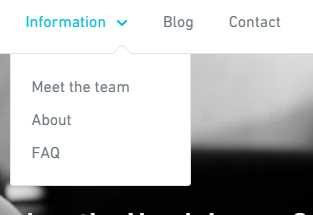 Information Blog Contact
Meet the team
About
FAQ